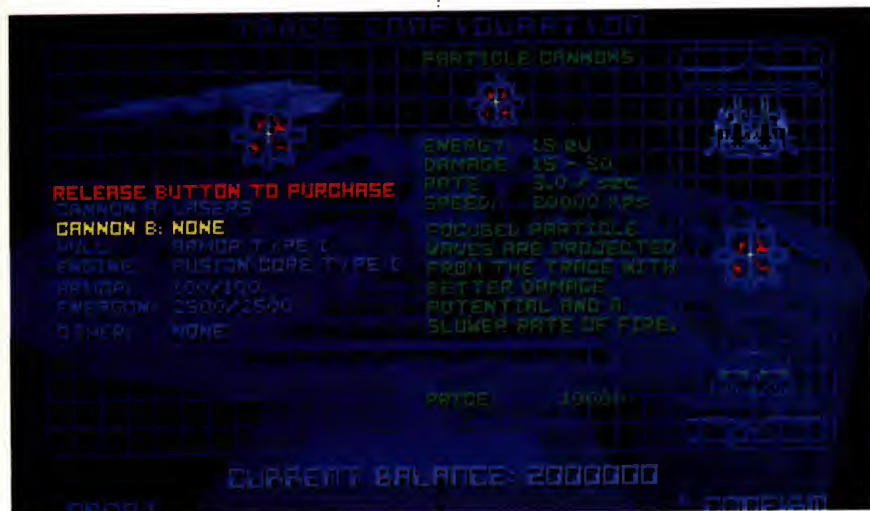 TRACE CONFIGURATION
PARTICLE CANNONS
ENERGY: 15 EU
DAMAGE: 15 - 20
RATE: 5.0 / SEC
SPEED: 20000 KPS
FOCUSED PARTICLE
WAVES ARE PROJECTED
FROM THE TRACE WITH
BETTER DAMAGE
POTENTIAL AND A
SLOWER RATE OF FIRE.
PRICE
RELEASE BUTTON TO PURCHASE
CANNON A: LASERS
CANNON B: NONE
HULL: ARMOR TYPE I
ENGINE: FUSION CORE TYPE I
ARMOR: 100/100
ENERGON: 2500/2500
OTHER: NONE
CURRENT BALANCE: 2000000
ABORT
CONFIRM